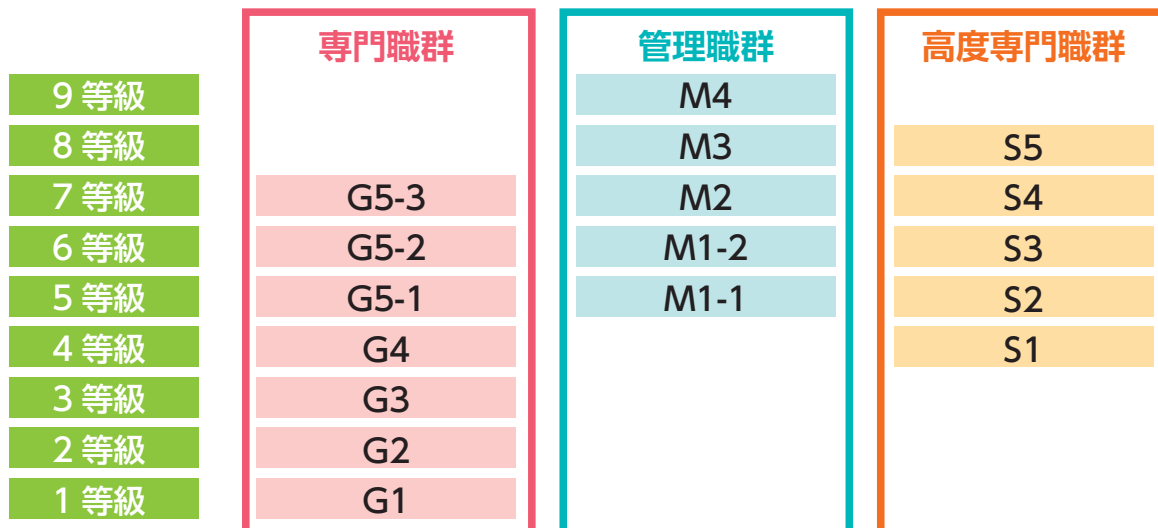 専門職群 管理職群 高度専門職群
9 等級 M4
8 等級 M3 S5
7 等級 G5-3 M2 S4
6 等級 G5-2 M1-2 S3
5 等級 G5-1 M1-1 S2
4 等級 G4 S1
3 等級 G3
2 等級 G2
1 等級 G1